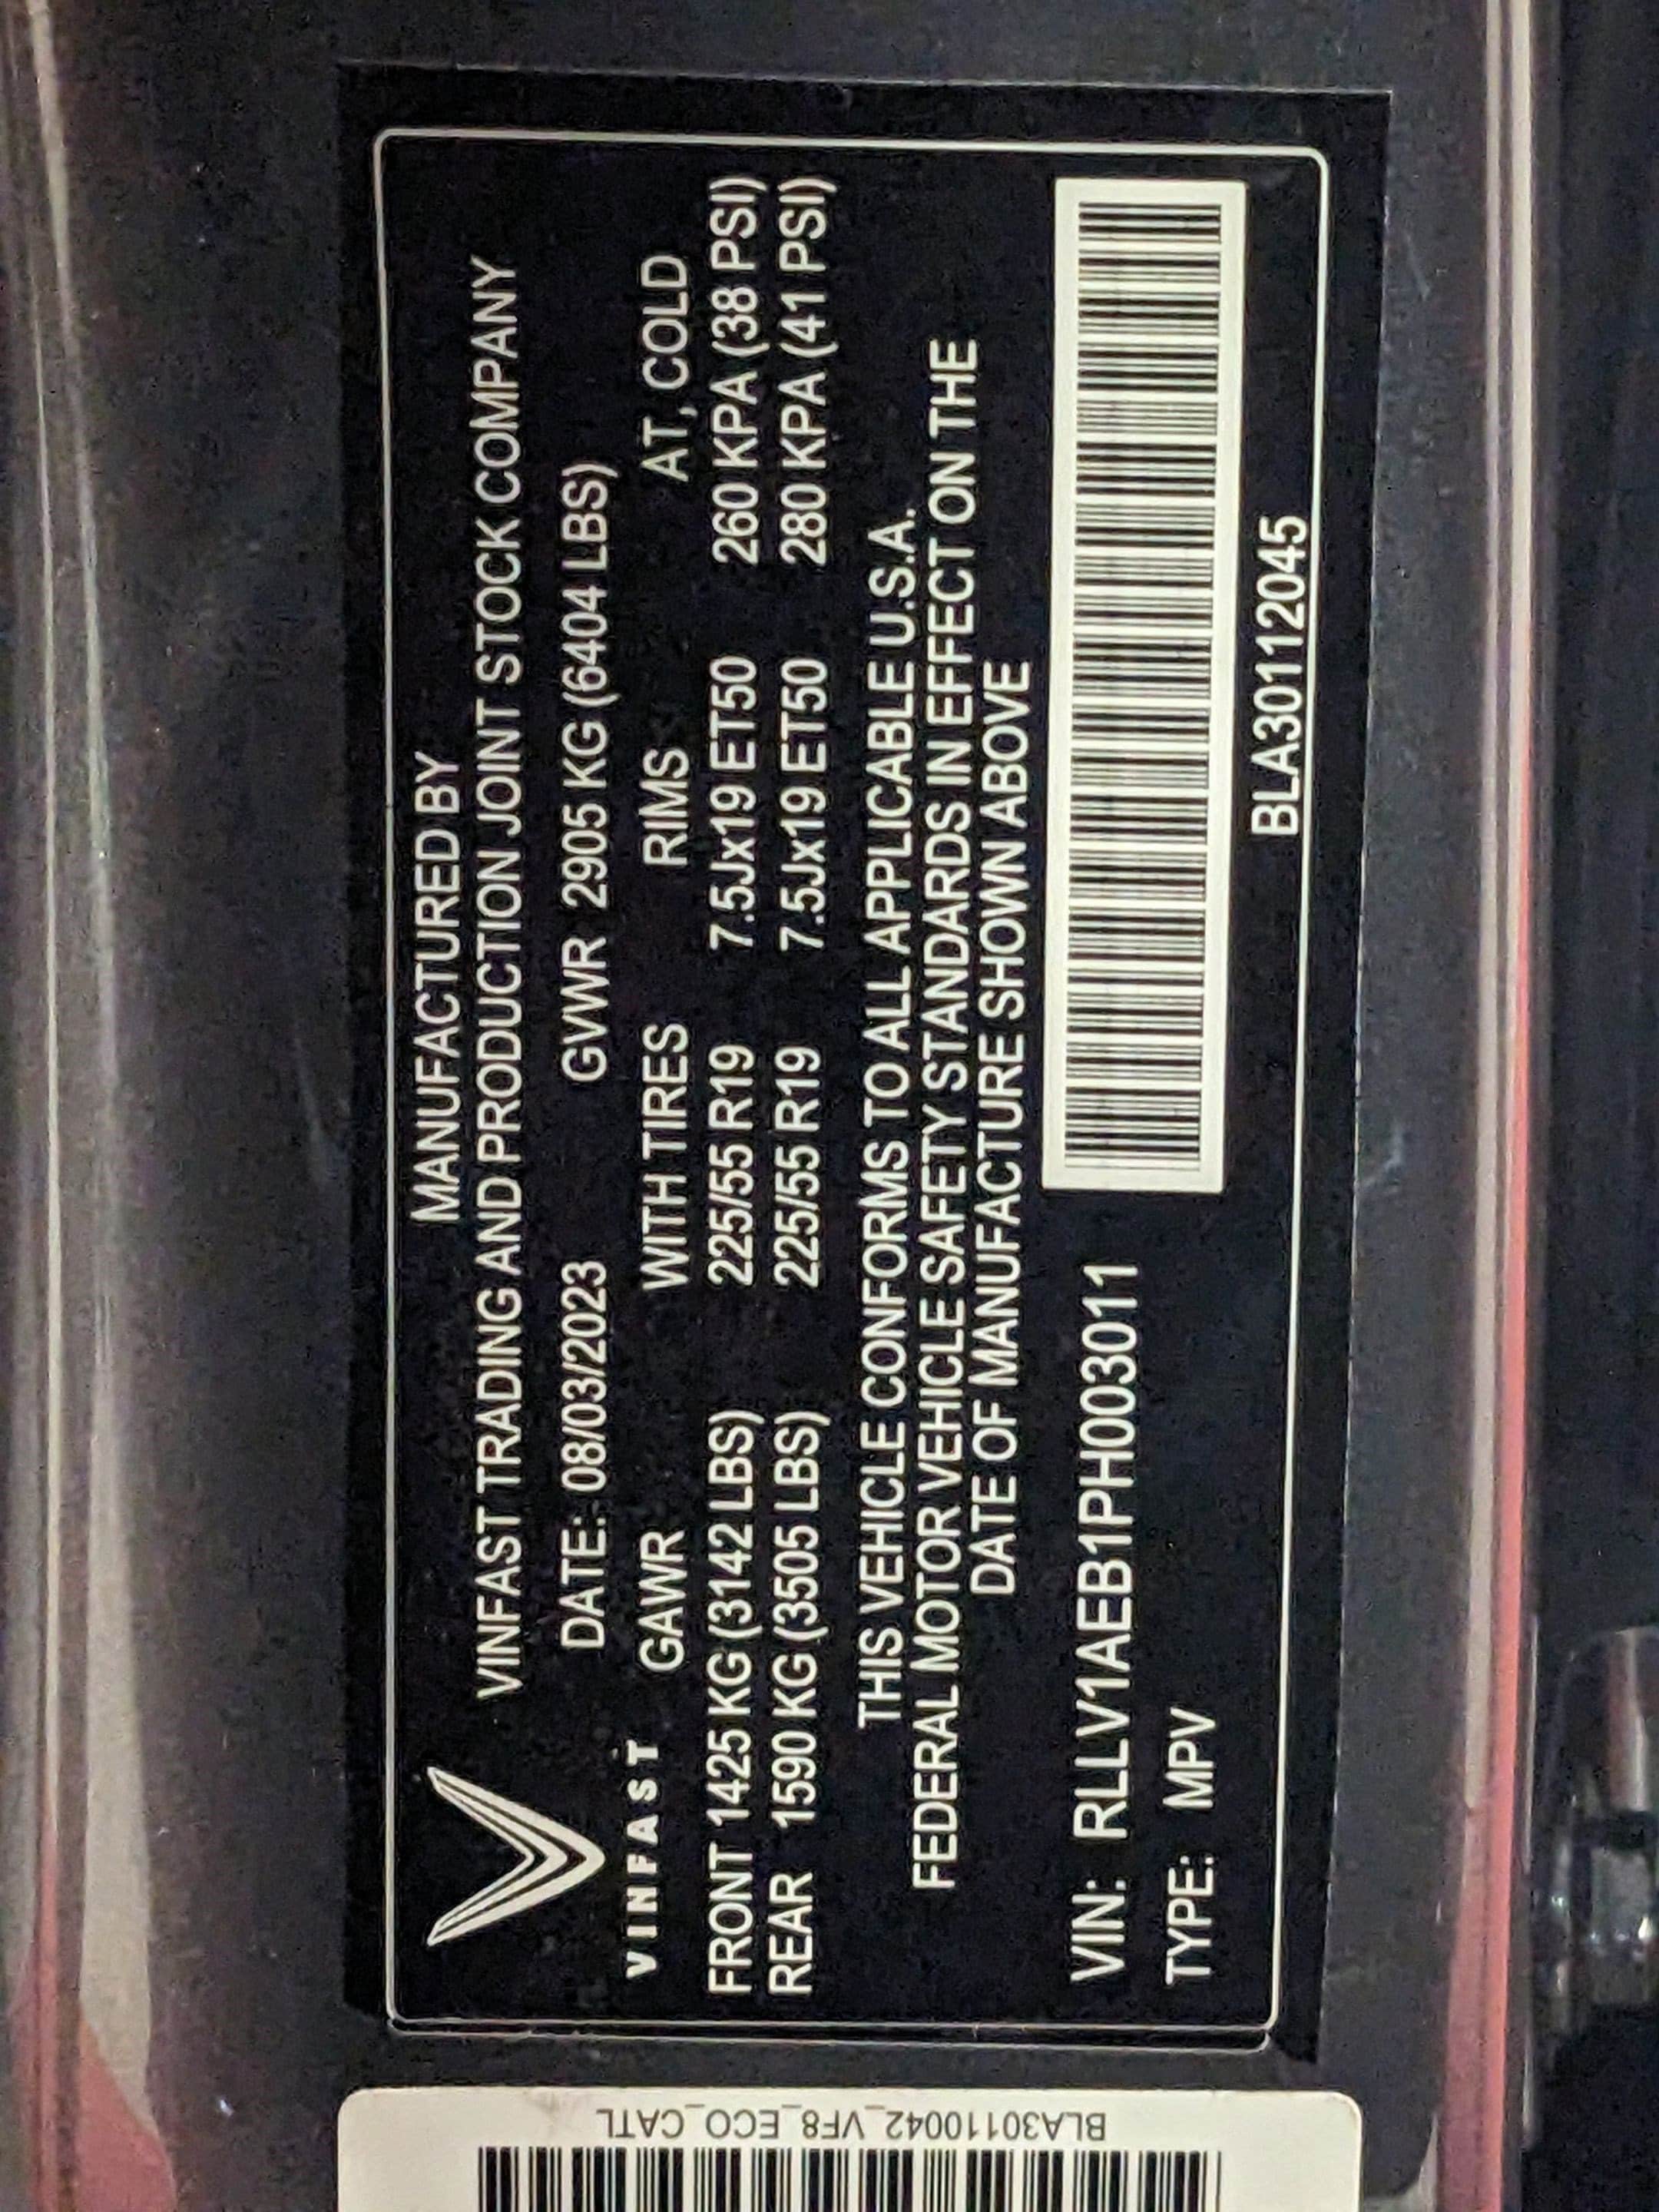 MANUFACTURED BY
VINFAST TRADING AND PRODUCTION JOINT STOCK COMPANY
DATE: 08/03/2023 GVWR 2905 KG (6404 LBS)
VINFAST
GAWR WITH TIRES RIMS AT, COLD
FRONT 1425 KG (3142 LBS) 225/55 R19 7.5Jx19 ET50 260 KPA (38 PSI)
REAR 1590 KG (3505 LBS) 225/55 R19 7.5Jx19 ET50 280 KPA (41 PSI)
THIS VEHICLE CONFORMS TO ALL APPLICABLE U.S.A.
FEDERAL MOTOR VEHICLE SAFETY STANDARDS IN EFFECT ON THE
DATE OF MANUFACTURE SHOWN ABOVE
VIN: RLLV1AEB1PH003011
TYPE: MPV
BLA30112045
BLA30110042_VF8_ECO_CATL